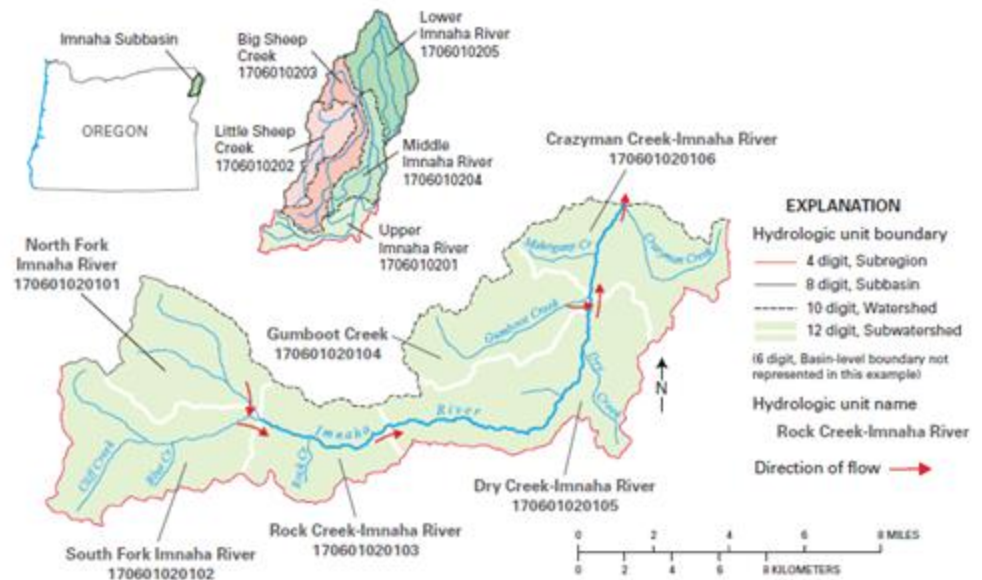 Imnaha Subbasin
OREGON
Big Sheep
Creek
1706010203
Lower
Imnaha River
1706010205
Little Sheep
Creek
1706010202
Middle
Imnaha River
1706010204
Upper
Imnaha River
1706010201
North Fork
Imnaha River
170601020101
Gumboot Creek
170601020104
Crazyman Creek-Imnaha River
170601020106
Mahogany Cr
Crazyman Creek
Gumboot Creek
Dry Creek
Imnaha River
Cliff Creek
Blue Cr
Rock Cr
South Fork Imnaha River
170601020102
Rock Creek-Imnaha River
170601020103
Dry Creek-Imnaha River
170601020105
EXPLANATION
Hydrologic unit boundary
4 digit, Subregion
8 digit, Subbasin
10 digit, Watershed
12 digit, Subwatershed
(6 digit, Basin-level boundary not
represented in this example)
N
Hydrologic unit name
Rock Creek-Imnaha River
Direction of flow
0 2 4 6 8 MILES
0 2 4 6 8 KILOMETERS